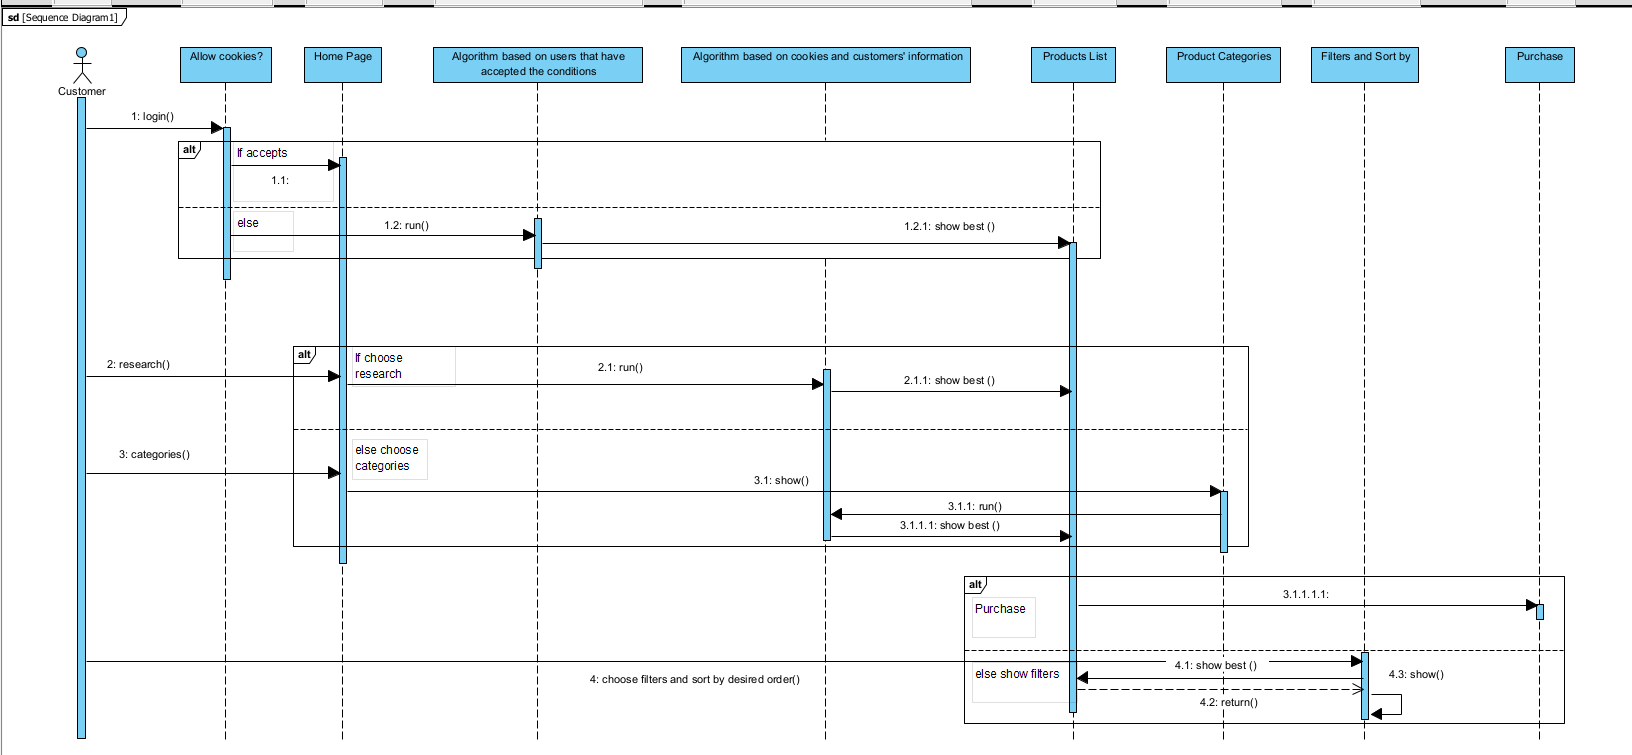 sd [Sequence Diagram1]
Customer
Allow cookies?
Home Page
Algorithm based on users that have
accepted the conditions
Algorithm based on cookies and customers' information
Products List
Product Categories
Filters and Sort by
Purchase
1: login()
alt
If accepts
1.1:
else
1.2: run()
1.2.1: show best ()
2: research()
alt
If choose
research
2.1: run()
2.1.1: show best ()
3: categories()
else choose
categories
3.1: show()
3.1.1: run()
3.1.1.1: show best ()
alt
Purchase
3.1.1.1.1:
4: choose filters and sort by desired order()
else show filters
4.1: show best ()
4.2: return()
4.3: show()